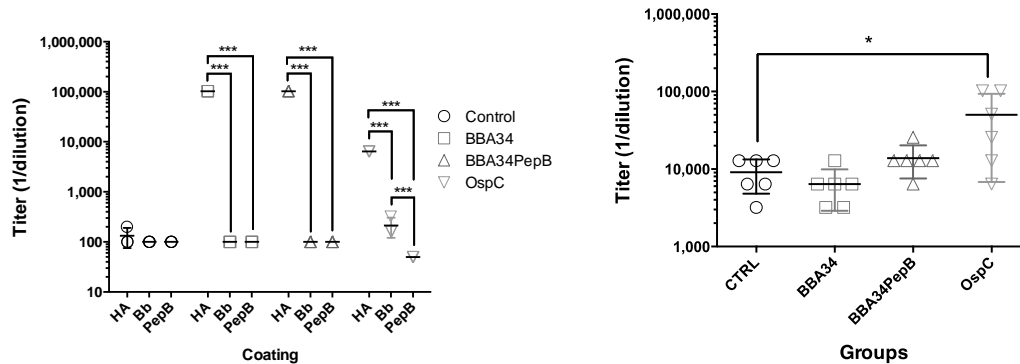 1,000,000
100,000
10,000
1,000
100
10
Titer (1/dilution)
***
***
***
***
***
***
***
HA
Bb
PepB
HA
Bb
PepB
HA
Bb
PepB
HA
Bb
PepB
Coating
Control
BBA34
BBA34PepB
OspC
1,000,000
100,000
10,000
1,000
Titer (1/dilution)
*
CTRL
BBA34
BBA34PepB
OspC
Groups